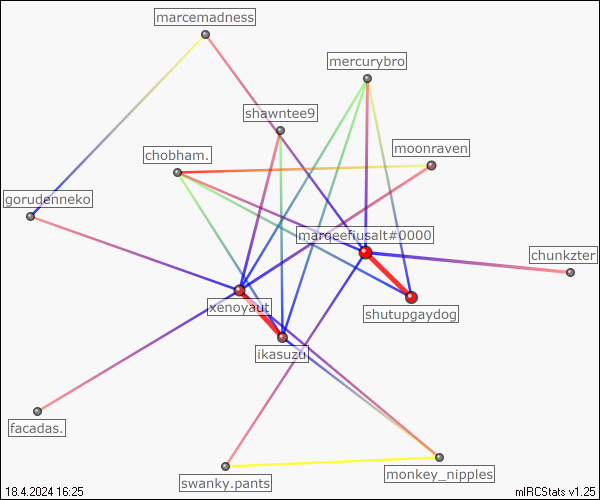 marcemadness
mercurybro
shawntee9
chobham.
moonraven
gorudenneko
marqeefiusalt#0000
chunkzter
xenoyaut
shutupgaydog
ikasuzu
facadas.
monkey_nipples
swanky.pants
18.4.2024 16:25
mIRCStats v1.25